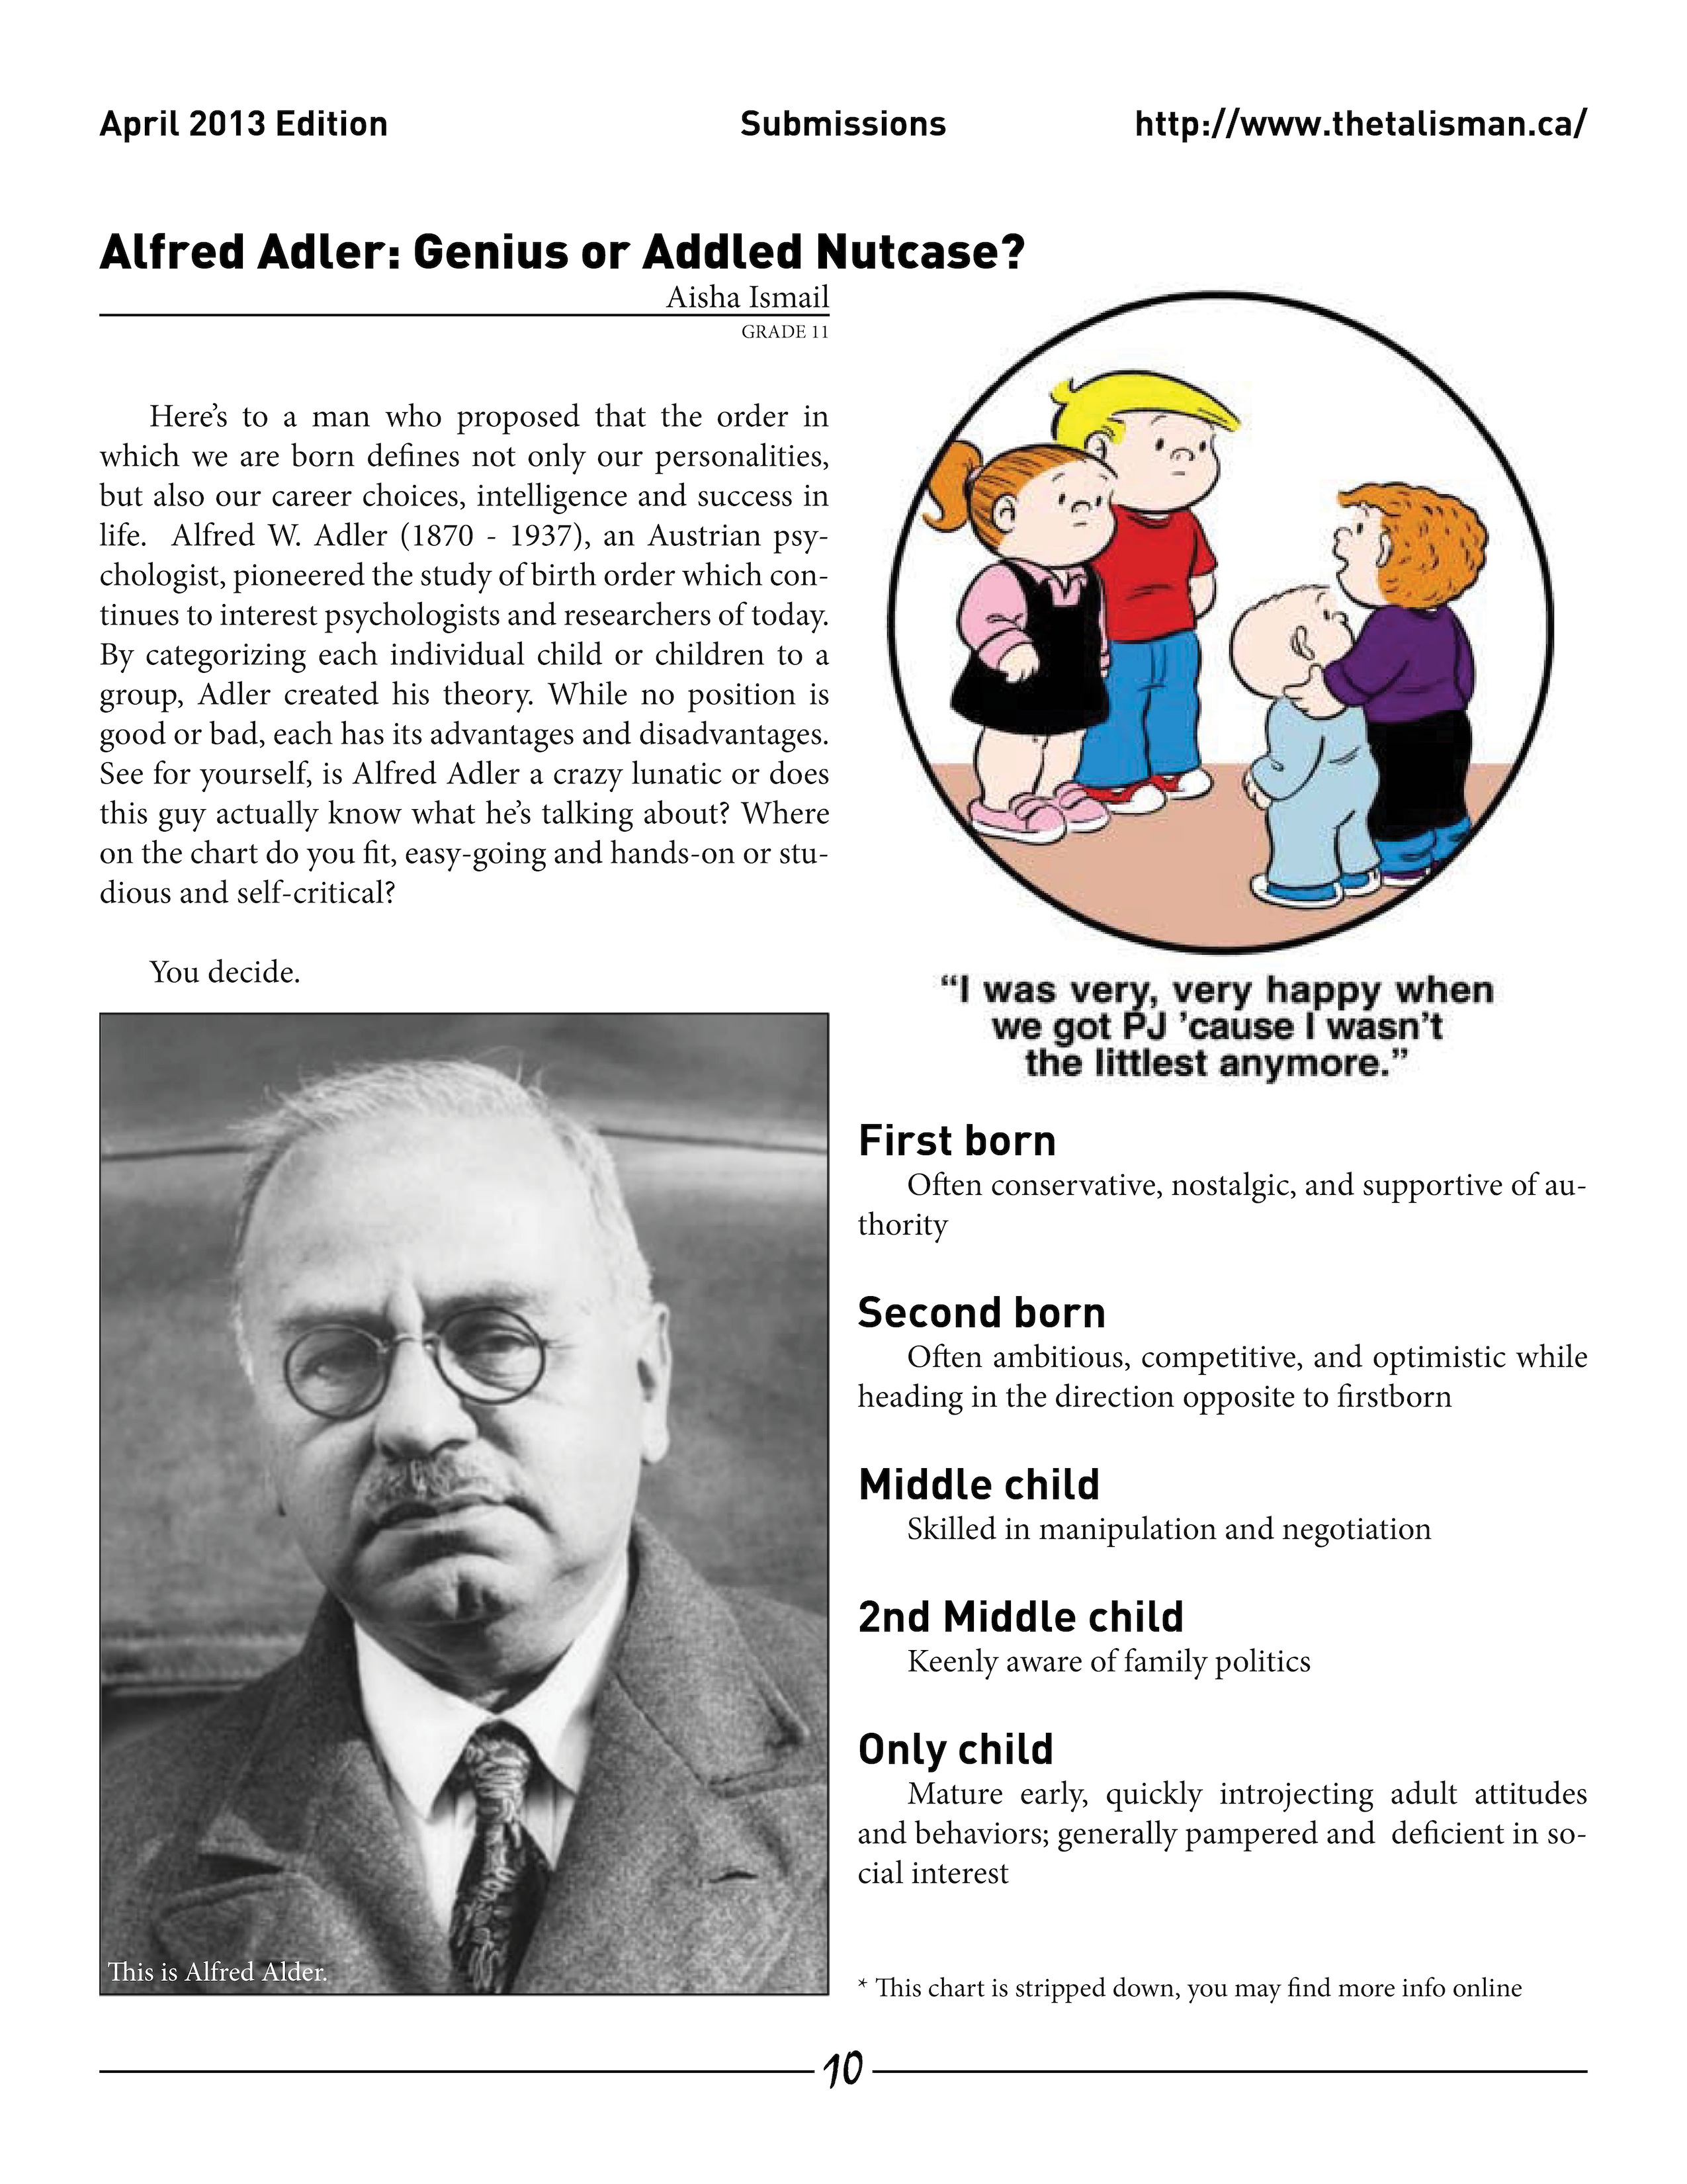 April 2013 Edition
Submissions
http://www.thetalisman.ca/
Alfred Adler: Genius or Addled Nutcase?
Aisha Ismail
GRADE 11
Here’s to a man who proposed that the order in
which we are born defines not only our personalities,
but also our career choices, intelligence and success in
life.  Alfred W. Adler (1870 - 1937), an Austrian psy-
chologist, pioneered the study of birth order which con-
tinues to interest psychologists and researchers of today.
By categorizing each individual child or children to a
group, Adler created his theory. While no position is
good or bad, each has its advantages and disadvantages.
See for yourself, is Alfred Adler a crazy lunatic or does
this guy actually know what he’s talking about? Where
on the chart do you fit, easy-going and hands-on or stu-
dious and self-critical?
You decide.
This is Alfred Alder.
“I was very, very happy when
we got PJ ’cause I wasn’t
the littlest anymore.”
First born
Often conservative, nostalgic, and supportive of au-
thority
Second born
Often ambitious, competitive, and optimistic while
heading in the direction opposite to firstborn
Middle child
Skilled in manipulation and negotiation
2nd Middle child
Keenly aware of family politics
Only child
Mature early, quickly introjecting adult attitudes
and behaviors; generally pampered and  deficient in so-
cial interest
* This chart is stripped down, you may find more info online
10